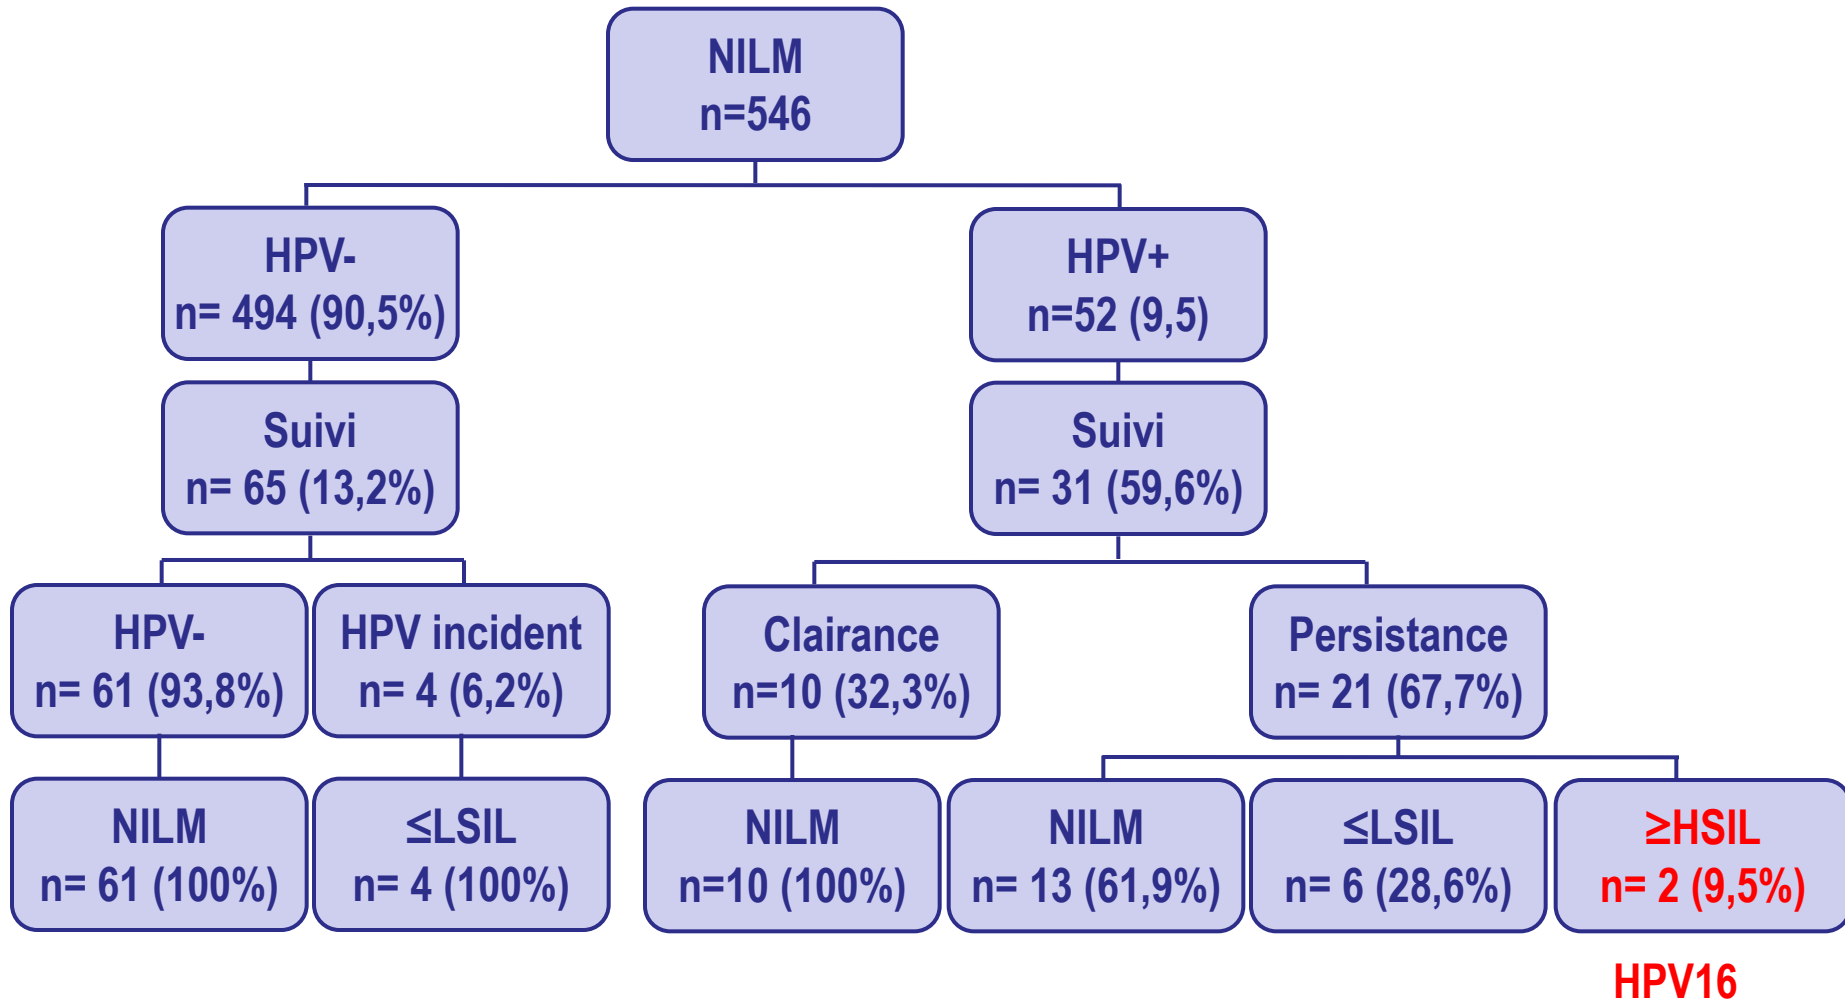 NILM
n=546
HPV-
n= 494 (90,5%)
HPV+
n=52 (9,5)
Suivi
n= 65 (13,2%)
Suivi
n= 31 (59,6%)
HPV-
n= 61 (93,8%)
HPV incident
n= 4 (6,2%)
Clairance
n=10 (32,3%)
Persistance
n= 21 (67,7%)
NILM
n= 61 (100%)
≤LSIL
n= 4 (100%)
NILM
n=10 (100%)
NILM
n= 13 (61,9%)
≤LSIL
n= 6 (28,6%)
≥HSIL
n= 2 (9,5%)
HPV16